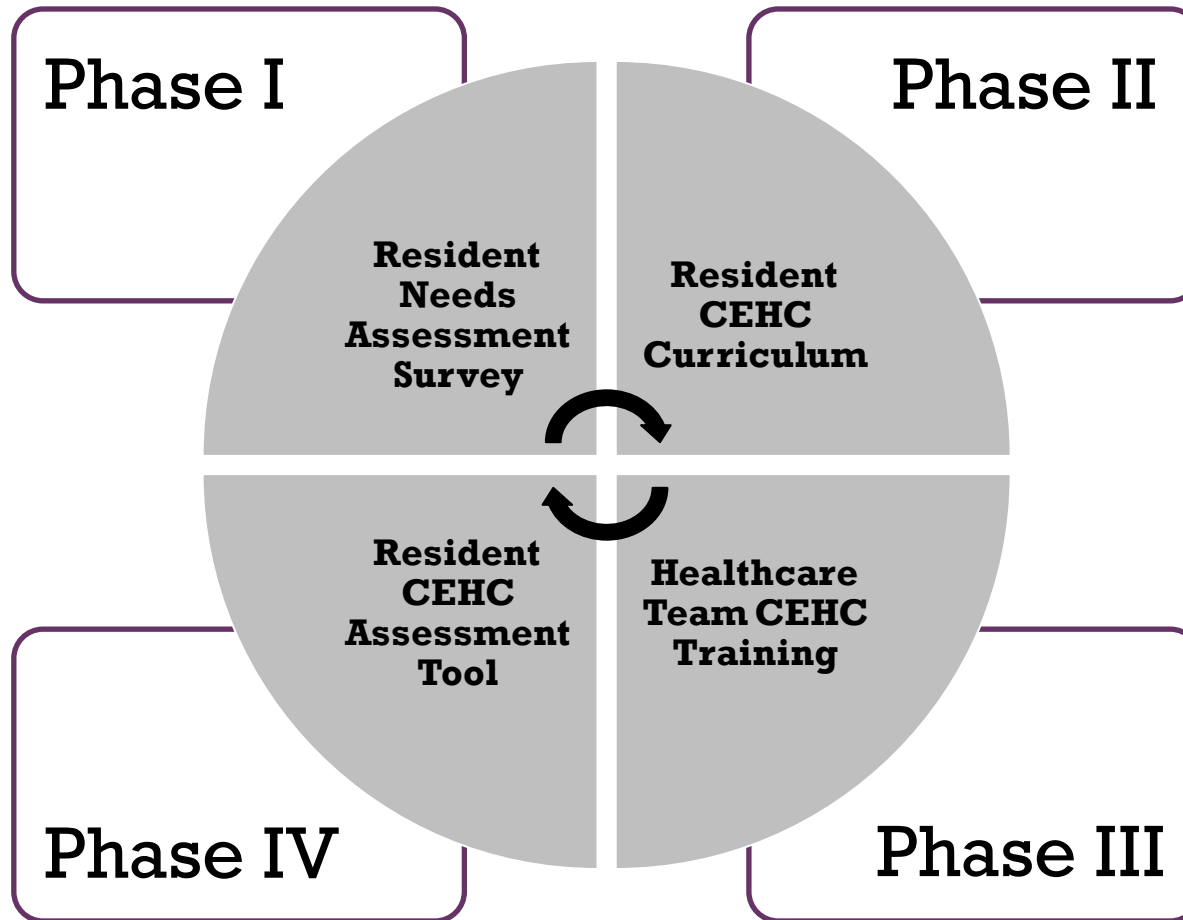 Phase I
Phase II
Resident
Needs
Assessment
Survey
Resident
CEHC
Curriculum
Resident
CEHC
Assessment
Tool
Healthcare
Team CEHC
Training
Phase IV
Phase III